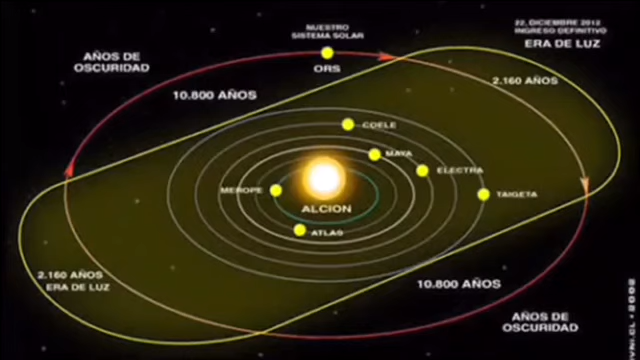 NUESTRO
SISTEMA SOLAR
ORS
22, DICIEMBRE 2012
INGRESO DEFINITIVO
ERA DE LUZ
AÑOS DE
OSCURIDAD
2.160 AÑOS
10.800 AÑOS
COELE
MAYA
ELECTRA
MEROPE
TAIGETA
ALCION
ATLAS
2.160 AÑOS
ERA DE LUZ
10.800 AÑOS
AÑOS DE
OSCURIDAD